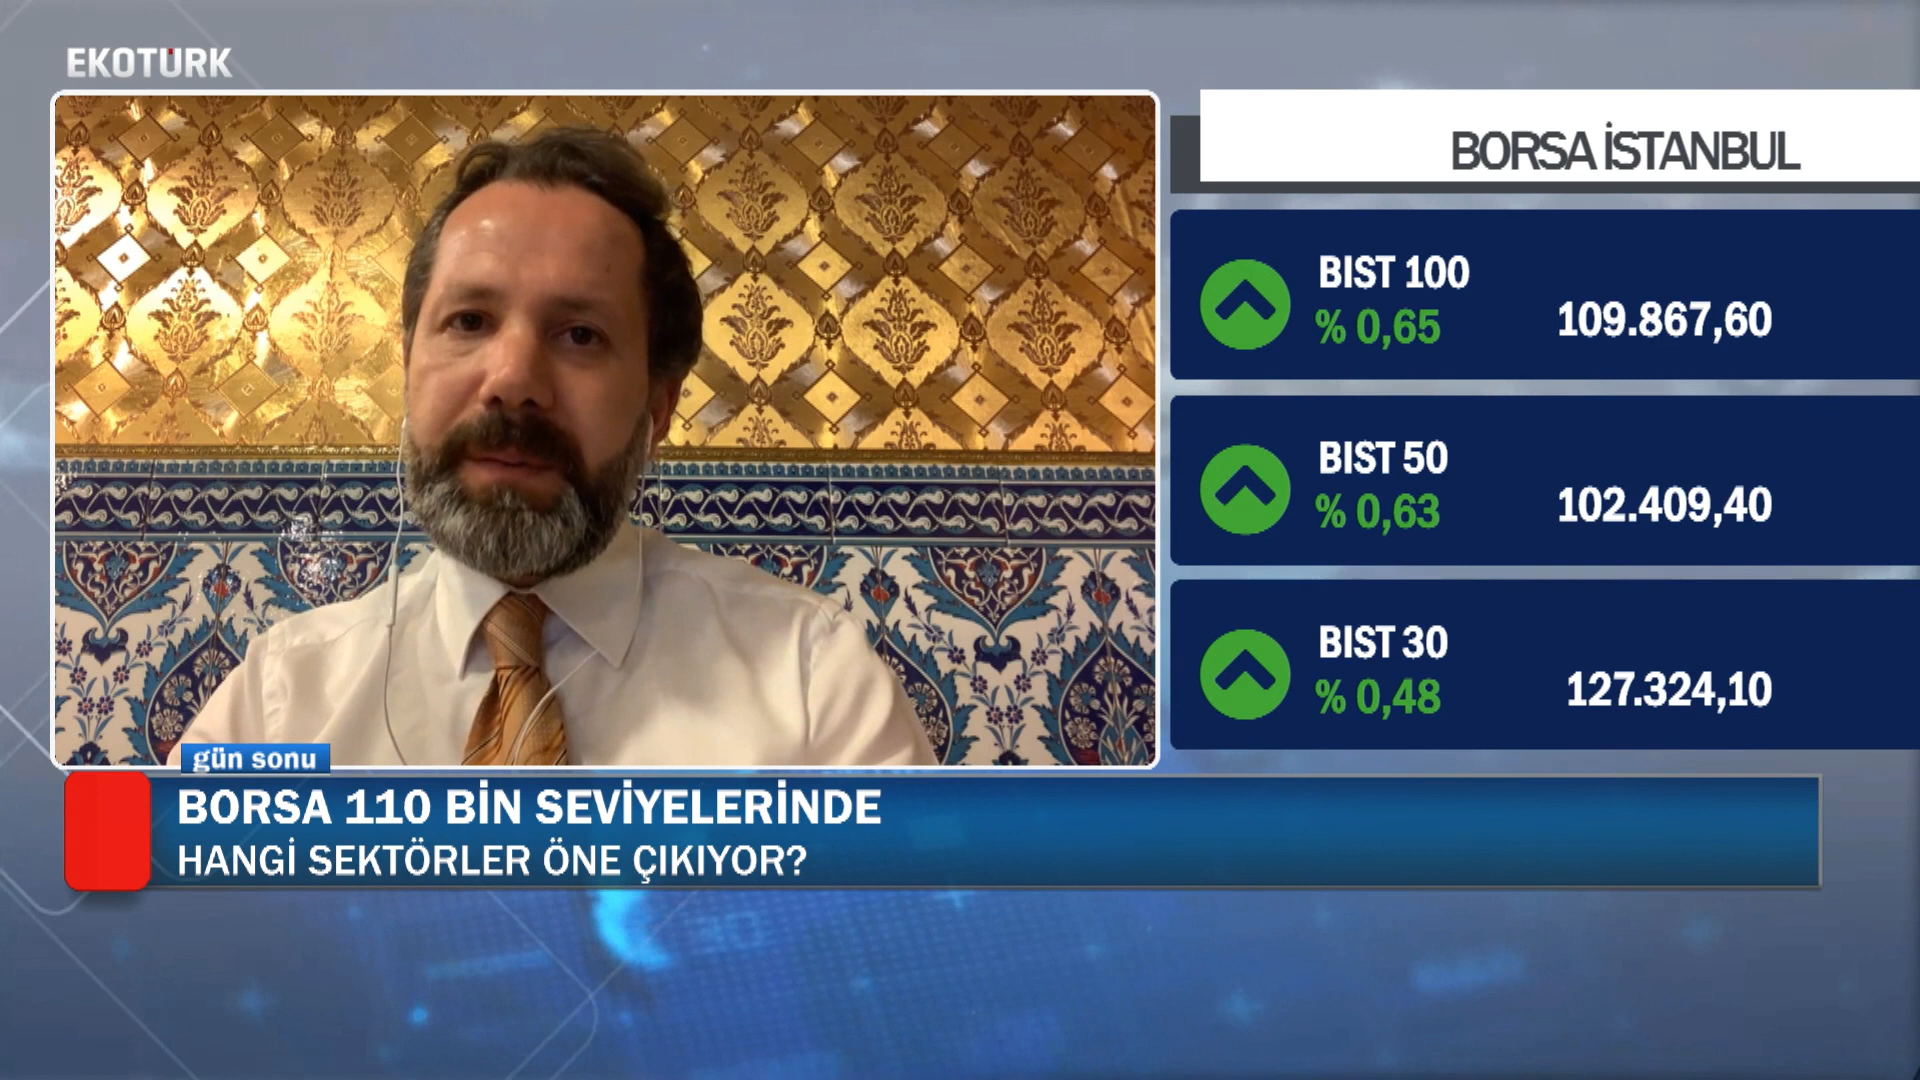 EKOTÜRK
BORSA İSTANBUL
BIST 100
% 0,65
109.867,60
BIST 50
% 0,63
102.409,40
BIST 30
% 0,48
127.324,10
gün sonu
BORSA 110 BİN SEVİYELERİNDE
HANGİ SEKTÖRLER ÖNE ÇIKIYOR?